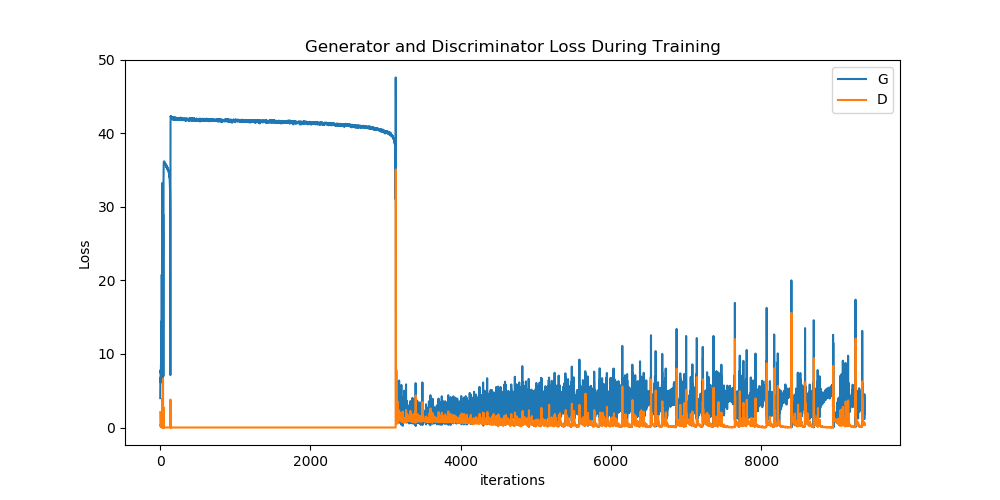 Generator and Discriminator Loss During Training
G
D
50
40
30
20
10
0
Loss
0 2000 4000 6000 8000
iterations